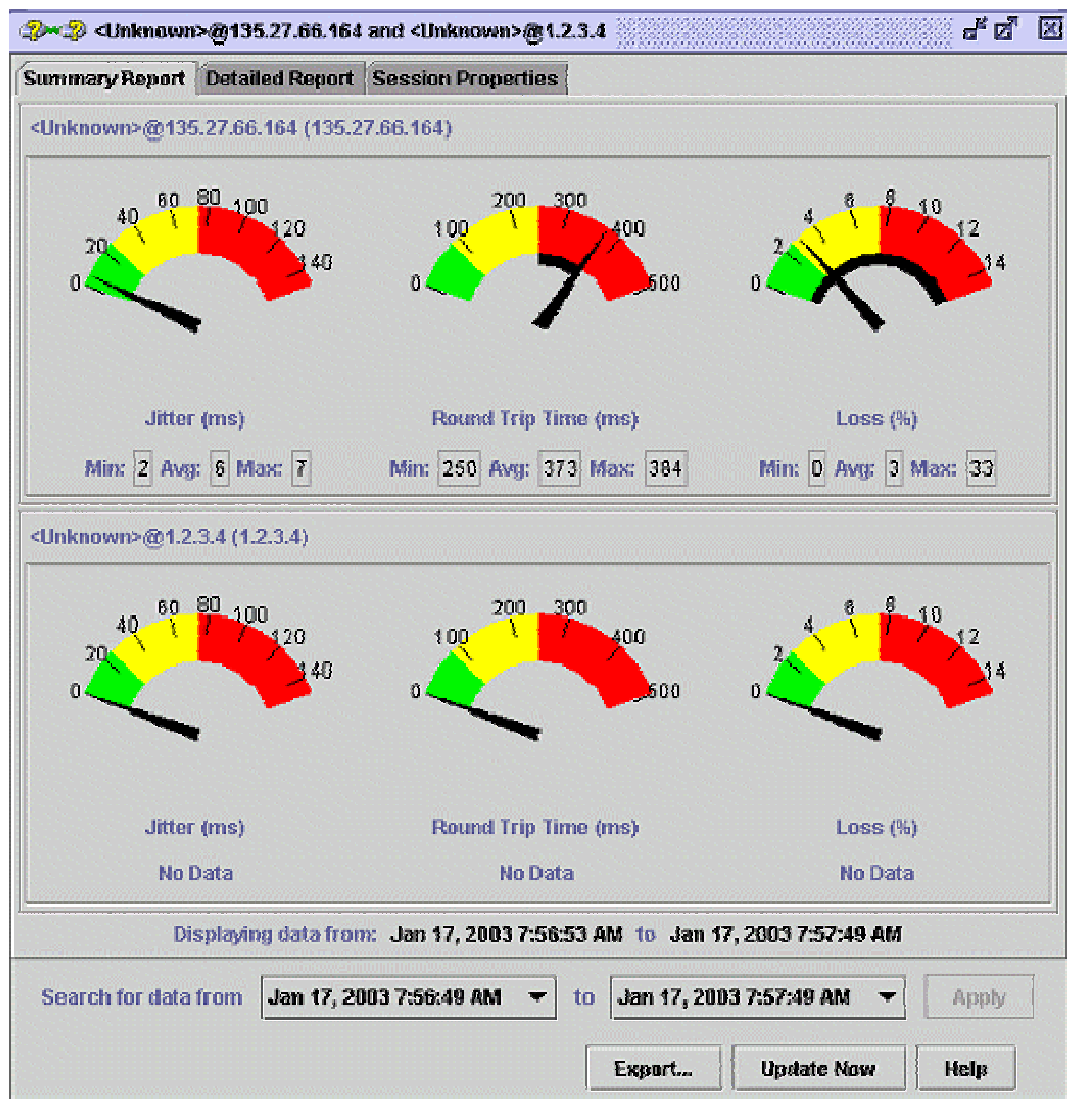 <Unknown>@135.27.66.164 and <Unknown>@1.2.3.4
Summary Report Detailed Report Session Properties
<Unknown>@135.27.66.164 (135.27.66.164)
0 20 40 60 80 100 120 140
0 100 200 300 400 500
0 2 4 6 8 10 12 14
Jitter (ms) Round Trip Time (ms) Loss (%)
Min: 2 Avg: 6 Max: 7 Min: 250 Avg: 373 Max: 384 Min: 0 Avg: 3 Max: 33
<Unknown>@1.2.3.4 (1.2.3.4)
0 20 40 60 80 100 120 140
0 100 200 300 400 500
0 2 4 6 8 10 12 14
Jitter (ms) Round Trip Time (ms) Loss (%)
No Data No Data No Data
Displaying data from: Jan 17, 2003 7:56:53 AM to Jan 17, 2003 7:57:49 AM
Search for data from Jan 17, 2003 7:56:49 AM to Jan 17, 2003 7:57:49 AM Apply
Export... Update Now Help